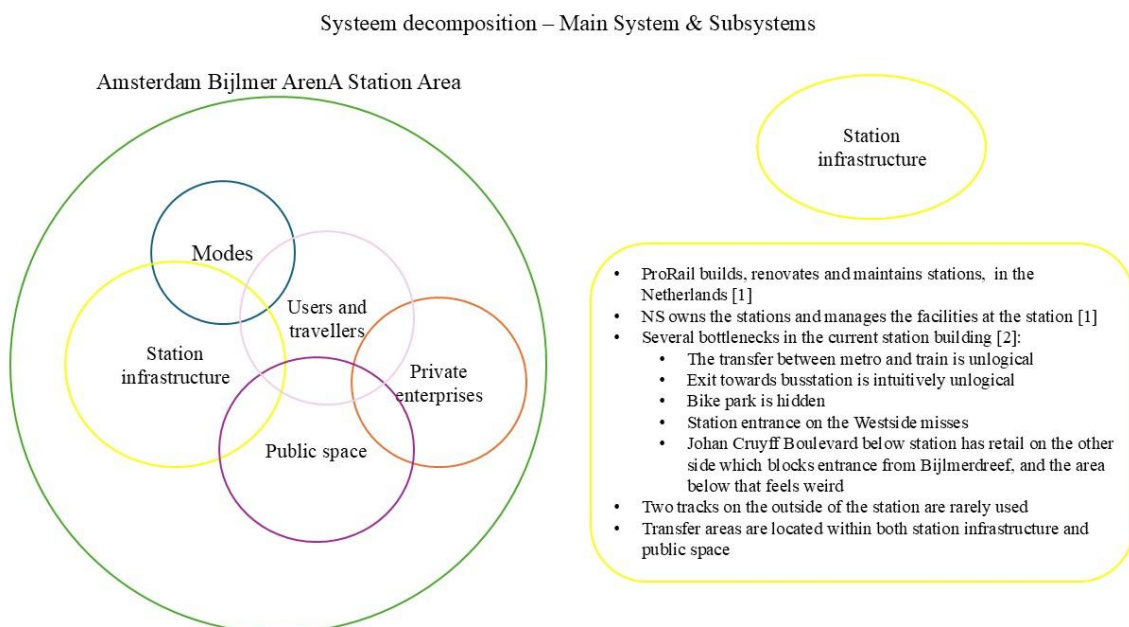 Systeem decomposition – Main System & Subsystems
Amsterdam Bijlmer ArenA Station Area
Modes
Users and
travellers
Station
infrastructure
Private
enterprises
Public space
Station
infrastructure
• ProRail builds, renovates and maintains stations, in the
Netherlands [1]
• NS owns the stations and manages the facilities at the station [1]
• Several bottlenecks in the current station building [2]:
• The transfer between metro and train is unlogical
• Exit towards busstation is intuitively unlogical
• Bike park is hidden
• Station entrance on the Westside misses
• Johan Cruyff Boulevard below station has retail on the other
side which blocks entrance from Bijlmerdreef, and the area
below that feels weird
• Two tracks on the outside of the station are rarely used
• Transfer areas are located within both station infrastructure and
public space